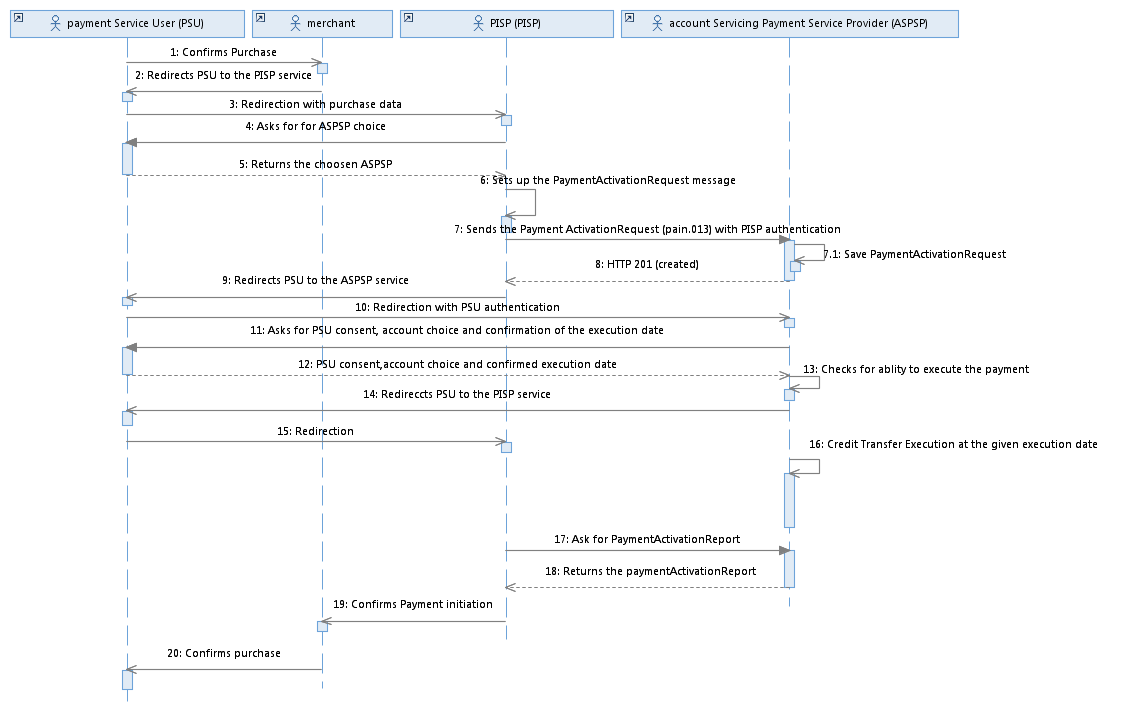 payment Service User (PSU)
merchant
PISP (PISP)
account Servicing Payment Service Provider (ASPSP)
1: Confirms Purchase
2: Redirects PSU to the PISP service
3: Redirection with purchase data
4: Asks for for ASPSP choice
5: Returns the choosen ASPSP
6: Sets up the PaymentActivationRequest message
7: Sends the Payment ActivationRequest (pain.013) with PISP authentication
7.1: Save PaymentActivationRequest
8: HTTP 201 (created)
9: Redirects PSU to the ASPSP service
10: Redirection with PSU authentication
11: Asks for PSU consent, account choice and confirmation of the execution date
12: PSU consent,account choice and confirmed execution date
13: Checks for ablity to execute the payment
14: Redireccts PSU to the PISP service
15: Redirection
16: Credit Transfer Execution at the given execution date
17: Ask for PaymentActivationReport
18: Returns the paymentActivationReport
19: Confirms Payment initiation
20: Confirms purchase